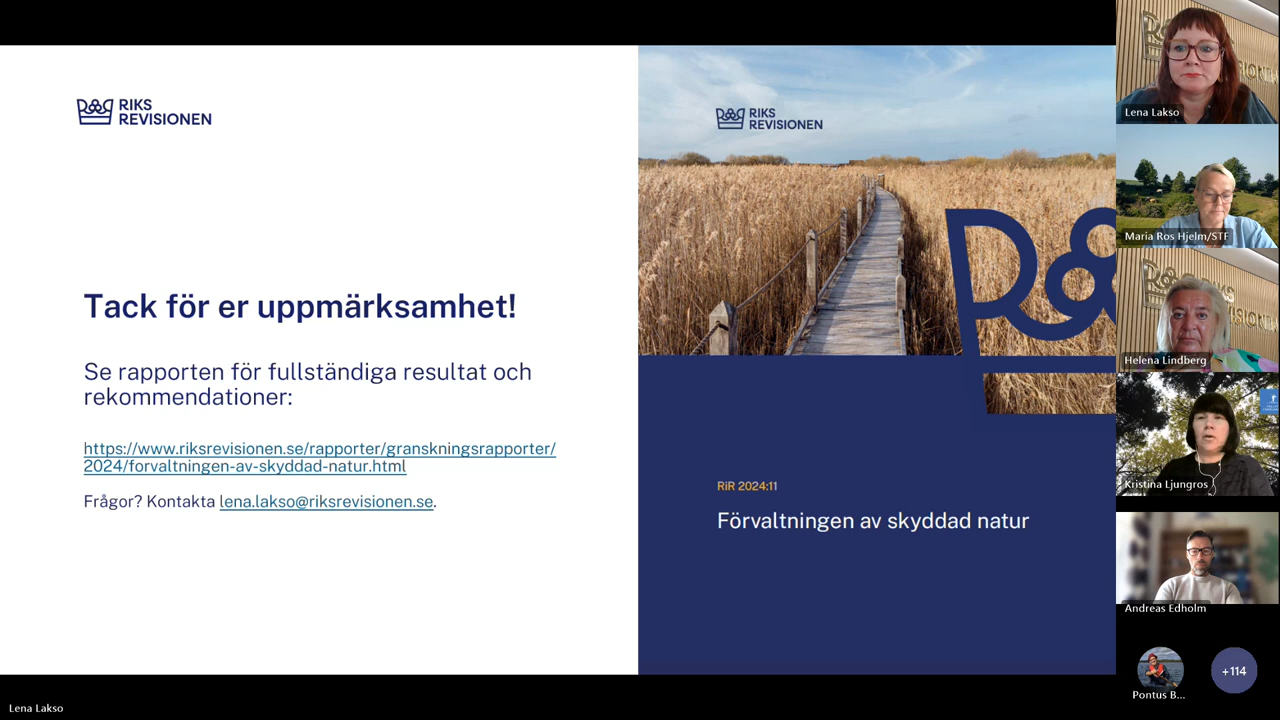 RIKS
REVISIONEN
Tack för er uppmärksamhet!
Se rapporten för fullständiga resultat och
rekommendationer:
https://www.riksrevisionen.se/rapporter/granskningsrapporter/
2024/forvaltningen-av-skyddad-natur.html
Frågor? Kontakta lena.lakso@riksrevisionen.se.
RIKS
REVISIONEN
RiR 2024:11
Förvaltningen av skyddad natur
Lena Lakso
Maria Ros Hjelm/STF
Helena Lindberg
Kristina Ljungros
Andreas Edholm
Pontus B...
+114
Lena Lakso